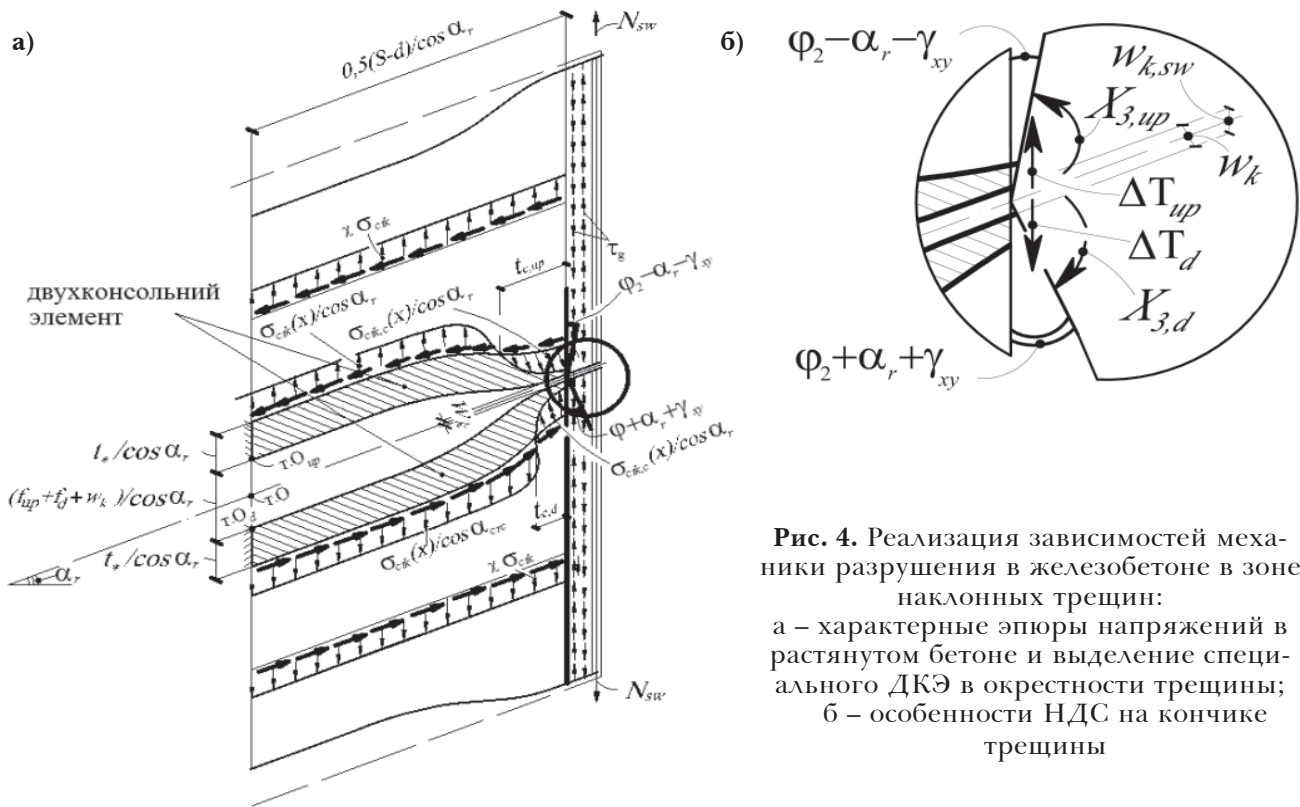 а)
N_sw
0,5(S-d)/cos α_r
χ σ_ctk
τ_g
t_c,up
φ₂−α_r−γ_xy
двухконсольний
элемент
σ_ctk(x)/cos α_r
σ_ctk,c(x)/cos α_r
t_*/cos α_r
т.O_up
(f_up+f_d+w_k)/cos α_r
т.O
т.O_d
t_*/cos α_r
α_r
φ+α_r+γ_xy
σ_ctk,c(x)/cos α_r
t_c,d
σ_ctk(x)/cos α_crc
χ σ_ctk
N_sw
б)
φ₂−α_r−γ_xy
w_k,sw
X_3,up
w_k
ΔT_up
ΔT_d
X_3,d
φ₂+α_r+γ_xy
Рис. 4. Реализация зависимостей меха-
ники разрушения в железобетоне в зоне
наклонных трещин:
а – характерные эпюры напряжений в
растянутом бетоне и выделение специ-
ального ДКЭ в окрестности трещины;
б – особенности НДС на кончике
трещины